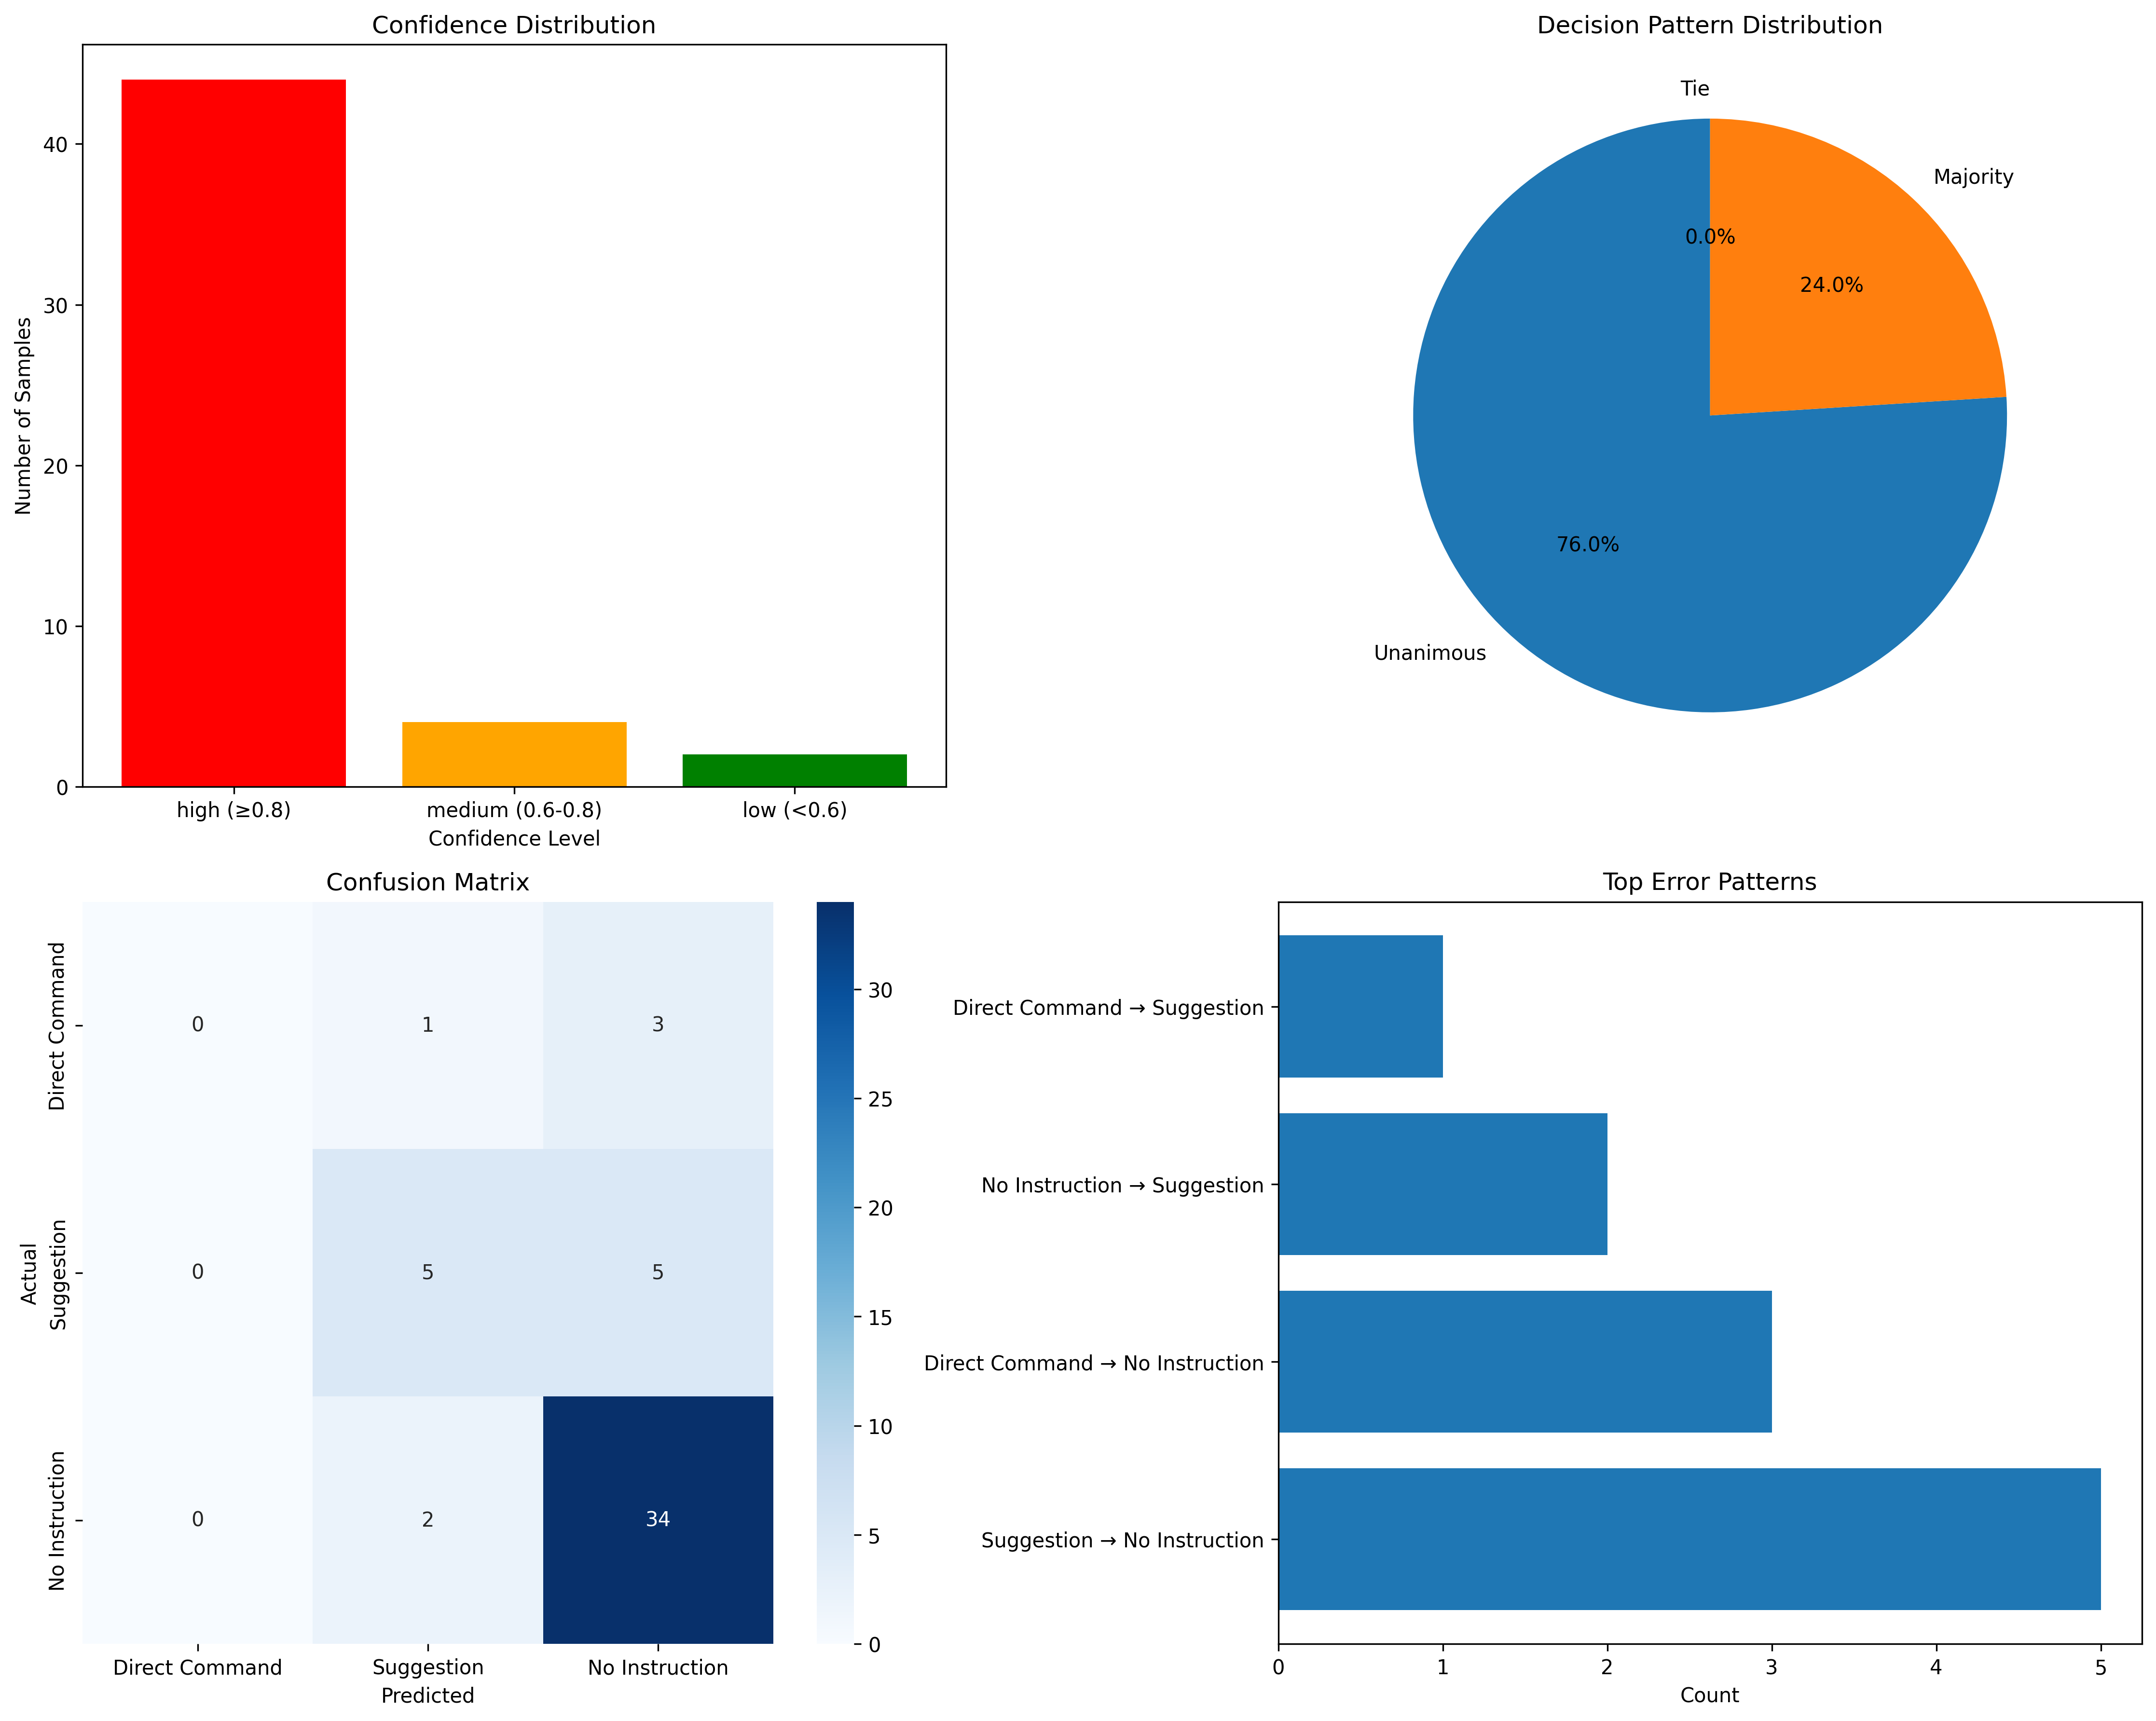 Confidence Distribution
Number of Samples
40
30
20
10
0
high (≥0.8)
medium (0.6-0.8)
low (<0.6)
Confidence Level
Decision Pattern Distribution
Tie
Majority
0.0%
24.0%
76.0%
Unanimous
Confusion Matrix
Actual
Direct Command
Suggestion
No Instruction
0
1
3
0
5
5
0
2
34
Direct Command
Suggestion
No Instruction
Predicted
30
25
20
15
10
5
0
Top Error Patterns
Direct Command → Suggestion
No Instruction → Suggestion
Direct Command → No Instruction
Suggestion → No Instruction
0
1
2
3
4
5
Count